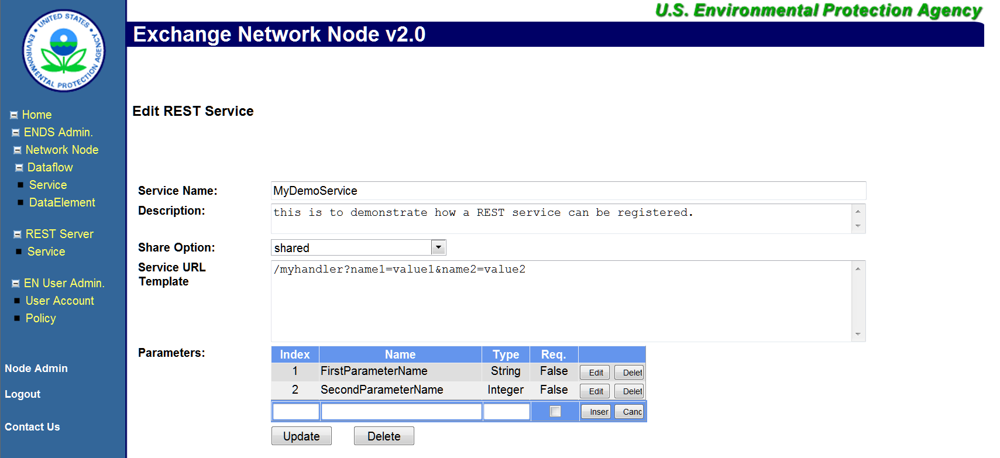 U.S. Environmental Protection Agency
UNITED STATES
ENVIRONMENTAL PROTECTION AGENCY
Exchange Network Node v2.0
Home
ENDS Admin.
Network Node
Dataflow
Service
DataElement
REST Server
Service
EN User Admin.
User Account
Policy
Node Admin
Logout
Contact Us
Edit REST Service
Service Name: MyDemoService
Description: this is to demonstrate how a REST service can be registered.
Share Option: shared
Service URL /myhandler?name1=value1&name2=value2
Template
Parameters: Index Name Type Req.
1 FirstParameterName String False Edit Delet
2 SecondParameterName Integer False Edit Delet
Inser Canc
Update Delete